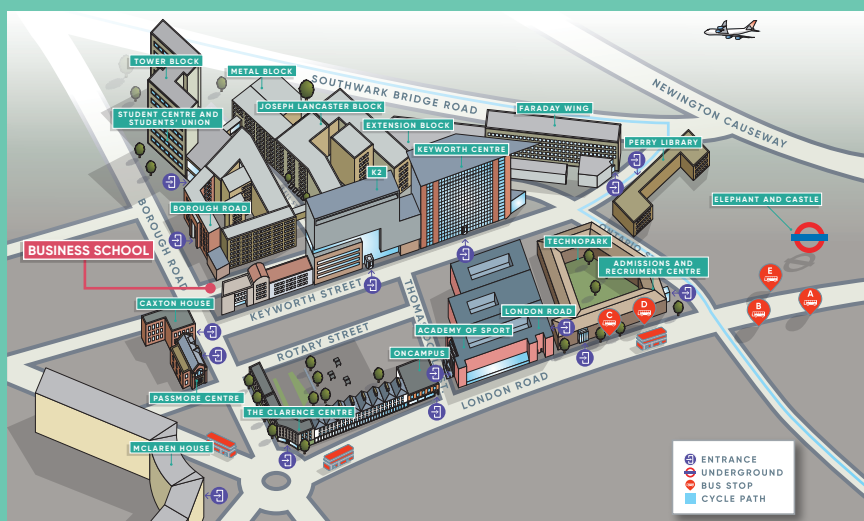 TOWER BLOCK
METAL BLOCK
SOUTHWARK BRIDGE ROAD
NEWINGTON CAUSEWAY
STUDENT CENTRE AND
STUDENTS' UNION
JOSEPH LANCASTER BLOCK
FARADAY WING
EXTENSION BLOCK
KEYWORTH CENTRE
PERRY LIBRARY
K2
ELEPHANT AND CASTLE
BOROUGH ROAD
BOROUGH ROAD
BUSINESS SCHOOL
TECHNOPARK
ADMISSIONS AND
RECRUIMENT CENTRE
E
A
B
C
D
CAXTON HOUSE
KEYWORTH STREET
LONDON ROAD
ROTARY STREET
ACADEMY OF SPORT
ONCAMPUS
PASSMORE CENTRE
LONDON ROAD
THE CLARENCE CENTRE
MCLAREN HOUSE
ENTRANCE
UNDERGROUND
BUS STOP
CYCLE PATH